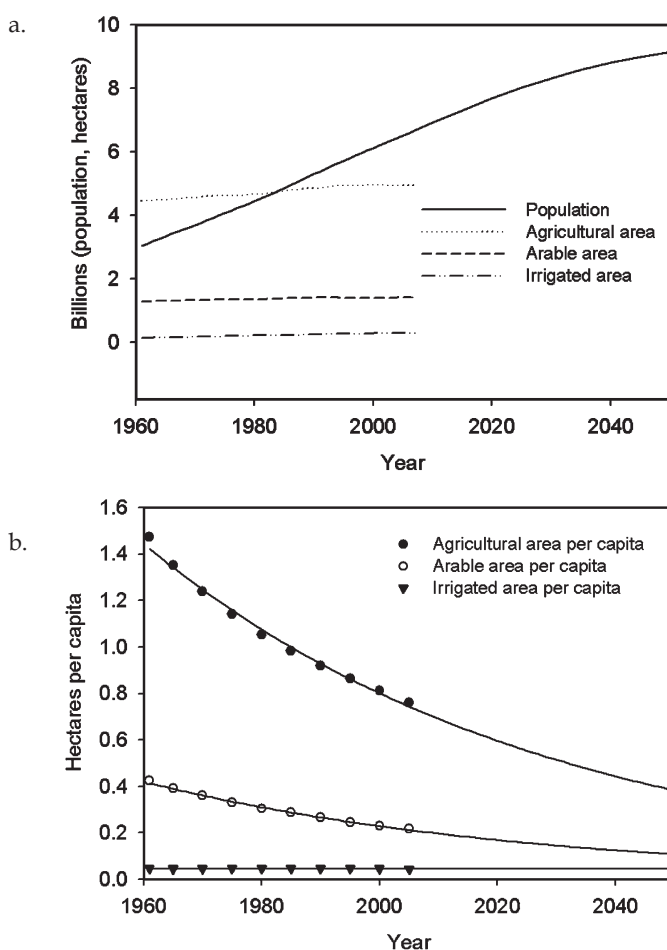 a.
Billions (population, hectares)
10
8
6
4
2
0
Population
Agricultural area
Arable area
Irrigated area
1960 1980 2000 2020 2040
Year
b.
Hectares per capita
1.6
1.4
1.2
1.0
0.8
0.6
0.4
0.2
0.0
Agricultural area per capita
Arable area per capita
Irrigated area per capita
1960 1980 2000 2020 2040
Year